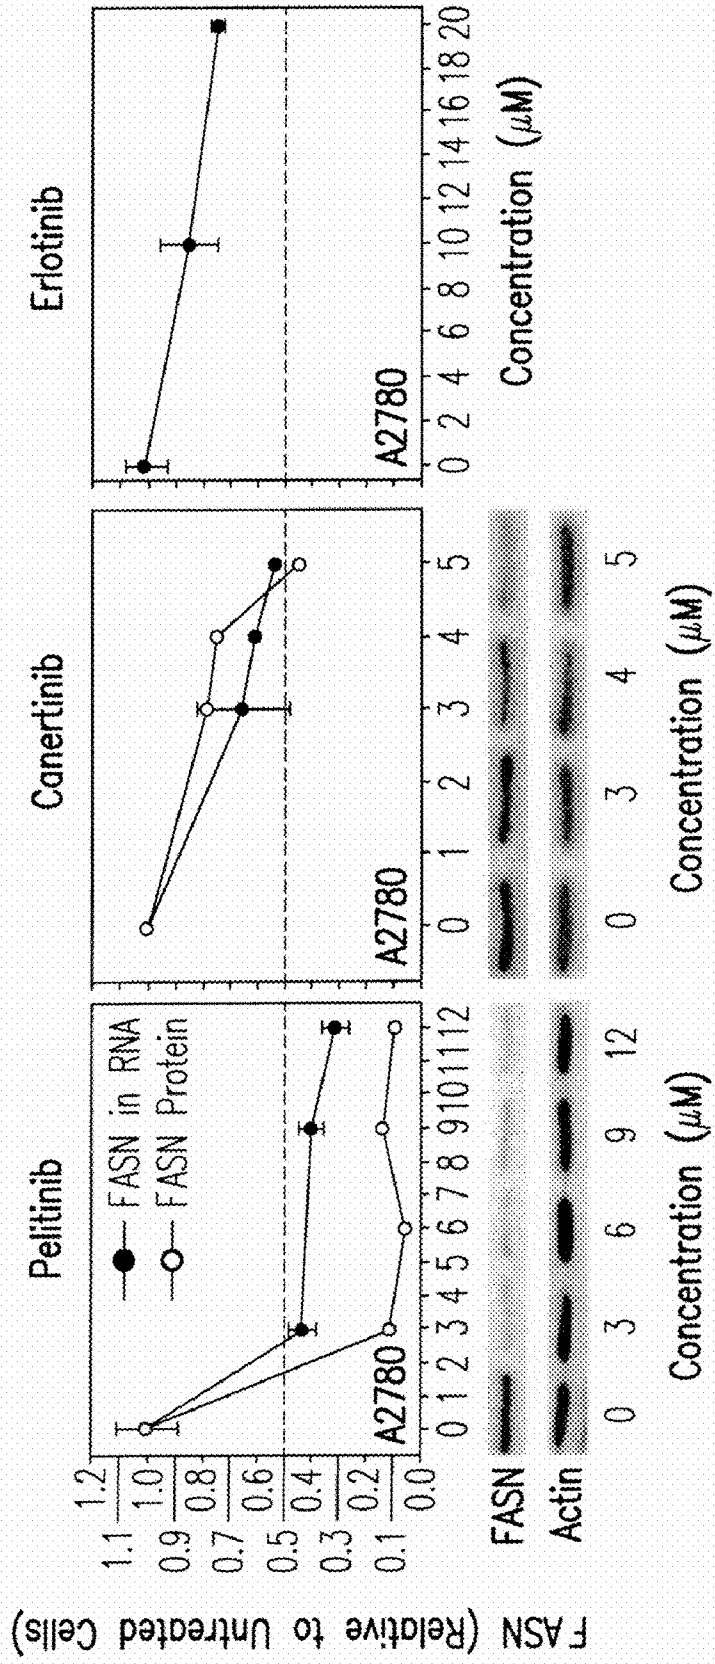 FASN (Relative to Untreated Cells)
Pelitinib
Canertinib
Erlotinib
1.2
1.1
1.0
0.9
0.8
0.7
0.6
0.5
0.4
0.3
0.2
0.1
0.0
FASN in RNA
FASN Protein
A2780
A2780
A2780
0 1 2 3 4 5 6 7 8 9 10 11 12
0 1 2 3 4 5
0 2 4 6 8 10 12 14 16 18 20
Concentration (μM)
FASN
Actin
0 3 6 9 12
0 3 4 5
Concentration (μM)
Concentration (μM)